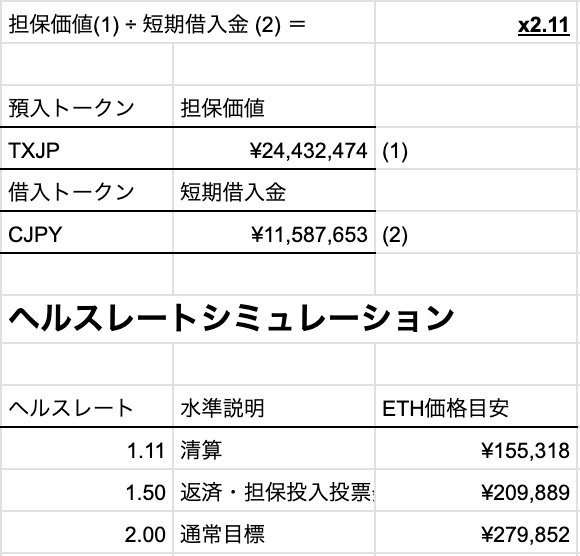 担保価値(1) ÷ 短期借入金 (2) ＝ x2.11
預入トークン 担保価値
TXJP ¥24,432,474 (1)
借入トークン 短期借入金
CJPY ¥11,587,653 (2)
ヘルスレートシミュレーション
ヘルスレート 水準説明 ETH価格目安
1.11 清算 ¥155,318
1.50 返済・担保投入投票 ¥209,889
2.00 通常目標 ¥279,852